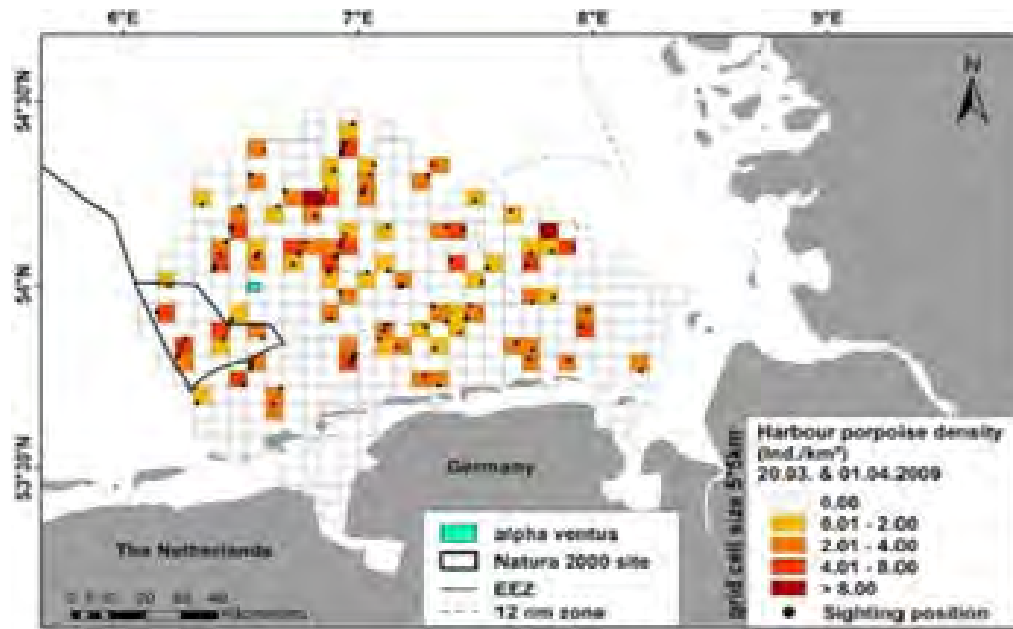 6°E 7°E 8°E 9°E
54°30'N
N
54°N
53°30'N
Germany
The Netherlands
alpha ventus
Natura 2000 site
EEZ
12 nm zone
grid cell size 5*5km
Harbour porpoise density
(Ind./km²)
20.03. & 01.04.2009
0.00
0.01 - 2.00
2.01 - 4.00
4.01 - 8.00
> 8.00
Sighting position